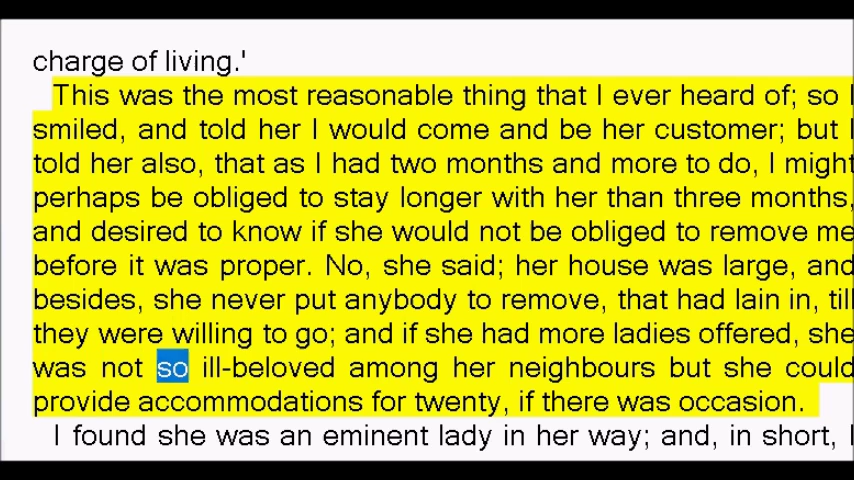 charge of living.'
This was the most reasonable thing that I ever heard of; so I
smiled, and told her I would come and be her customer; but I
told her also, that as I had two months and more to do, I might
perhaps be obliged to stay longer with her than three months,
and desired to know if she would not be obliged to remove me
before it was proper. No, she said; her house was large, and
besides, she never put anybody to remove, that had lain in, till
they were willing to go; and if she had more ladies offered, she
was not so ill-beloved among her neighbours but she could
provide accommodations for twenty, if there was occasion.
I found she was an eminent lady in her way; and, in short, I